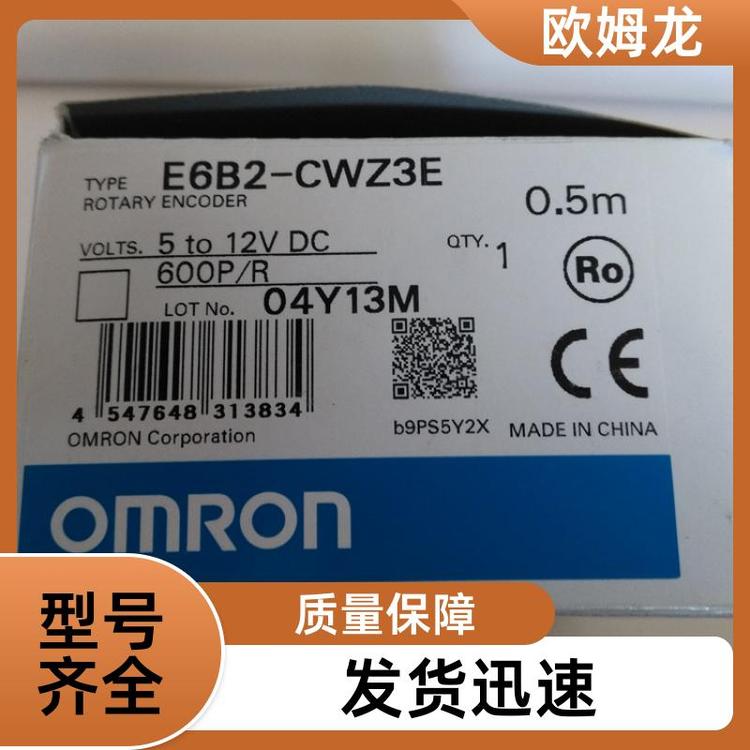 欧姆龙
TYPE E6B2-CWZ3E
ROTARY ENCODER
0.5m
VOLTS. 5 to 12V DC
QTY. 1
600P/R
Ro
LOT No. 04Y13M
CE
4 547648 313834
b9PS5Y2X
OMRON Corporation
MADE IN CHINA
OMRON
型号
齐全
质量保障
发货迅速